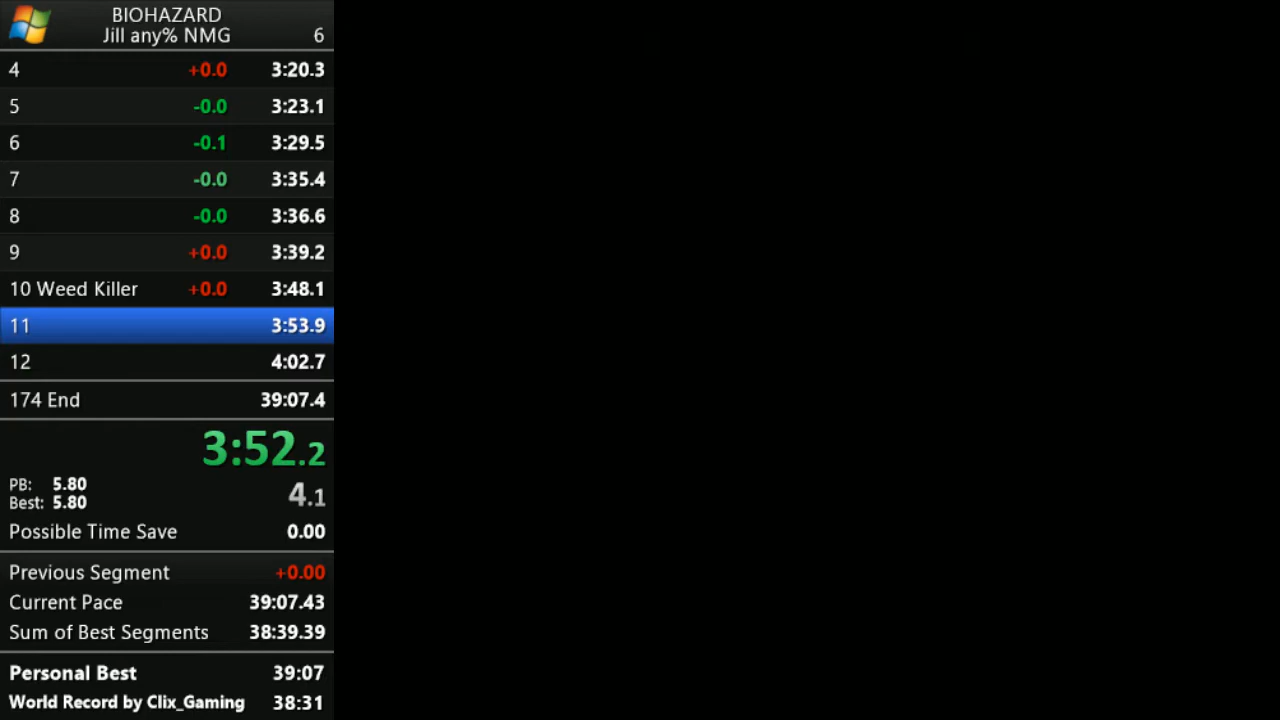 BIOHAZARD
Jill any% NMG 6
4 +0.0 3:20.3
5 -0.0 3:23.1
6 -0.1 3:29.5
7 -0.0 3:35.4
8 -0.0 3:36.6
9 +0.0 3:39.2
10 Weed Killer +0.0 3:48.1
11 3:53.9
12 4:02.7
174 End 39:07.4
3:52.2
PB: 5.80
Best: 5.80
4.1
Possible Time Save 0.00
Previous Segment +0.00
Current Pace 39:07.43
Sum of Best Segments 38:39.39
Personal Best 39:07
World Record by Clix_Gaming 38:31